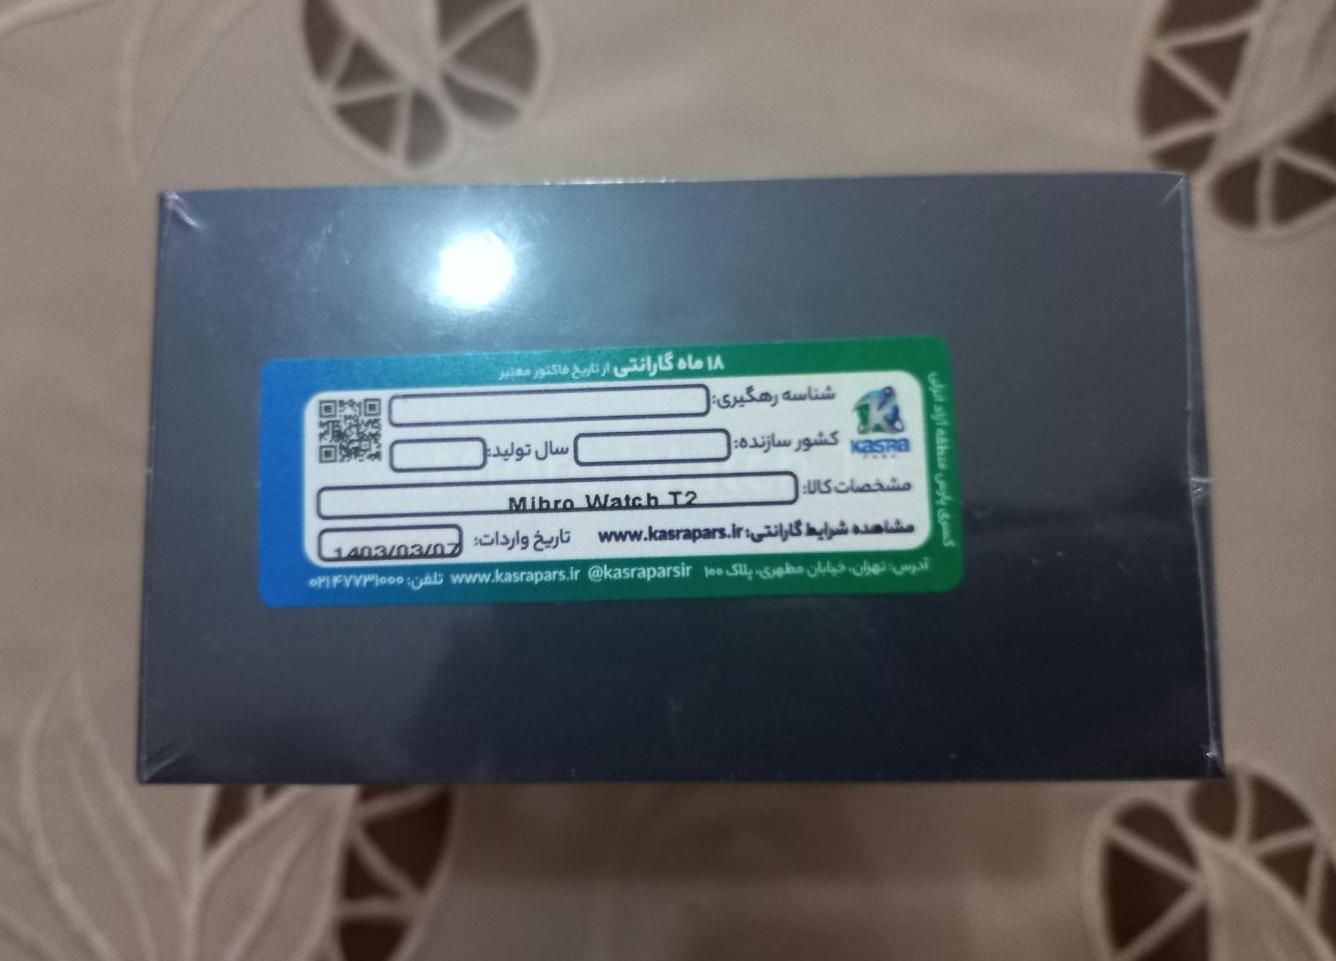 ۱۸ ماه گارانتی از تاریخ فاکتور معتبر
شناسه رهگیری:
KASRA
PARS
کشور سازنده: سال تولید:
مشخصات کالا: Mibro Watch T2
مشاهده شرایط گارانتی: www.kasrapars.ir تاریخ واردات: 1403/03/07
آدرس: تهران، خیابان مطهری، پلاک ۱۰۰ @kasraparsir www.kasrapars.ir تلفن: ۰۲۱۴۷۷۳۱۰۰۰
کسری پارس منطقه آزاد انزلی